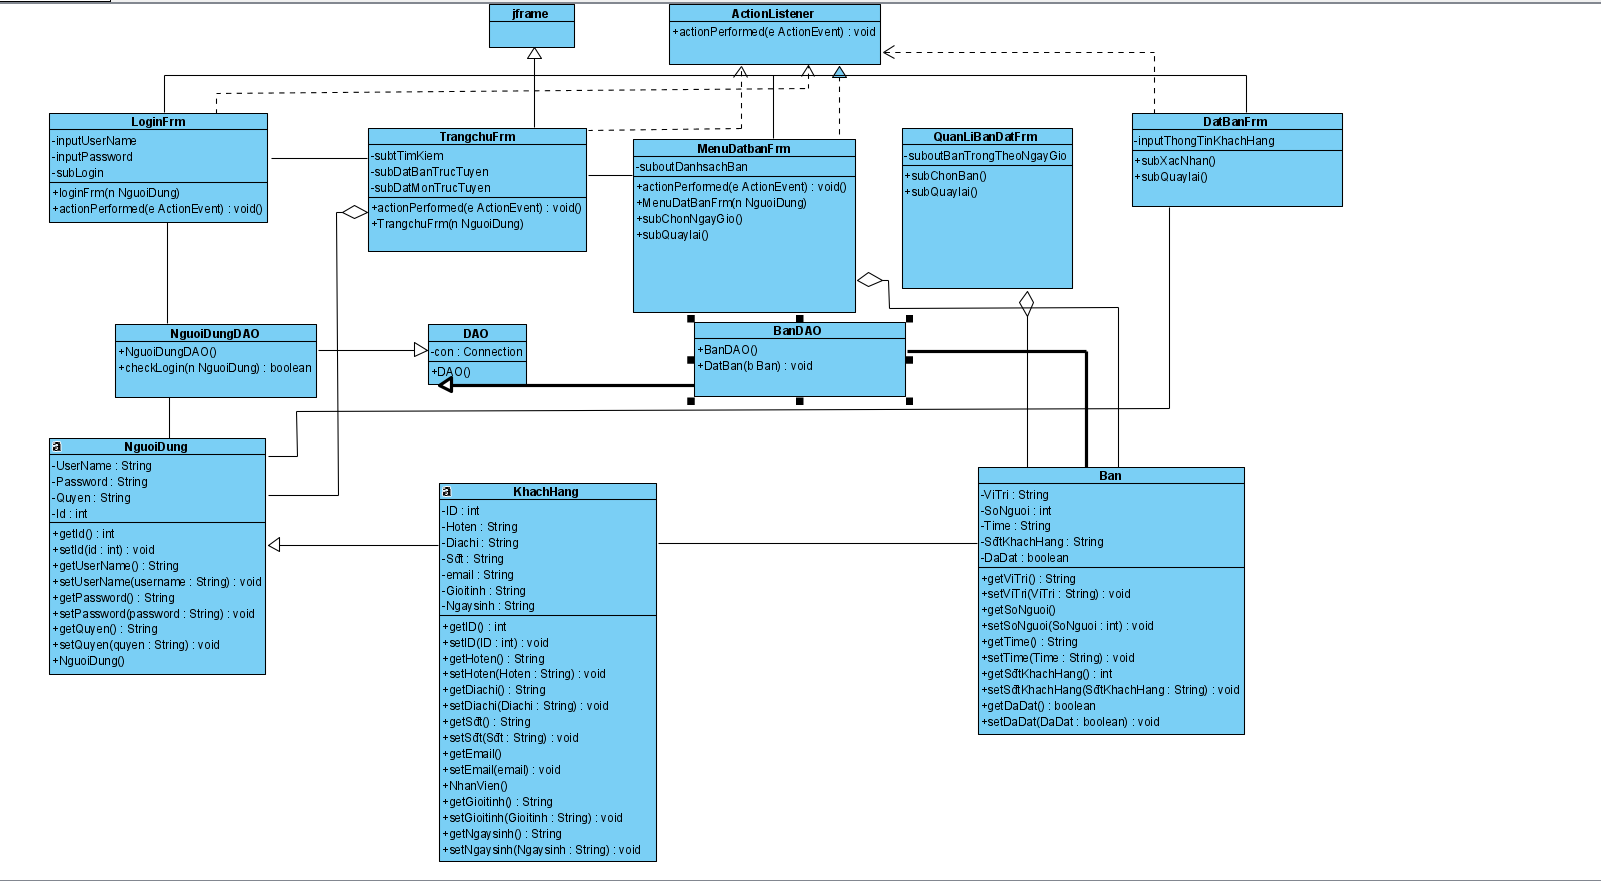 jframe
ActionListener
+actionPerformed(e ActionEvent) : void
LoginFrm
-inputUserName
-inputPassword
-subLogin
+loginFrm(n NguoiDung)
+actionPerformed(e ActionEvent) : void()
TrangchuFrm
-subtTimKiem
-subDatBanTrucTuyen
-subDatMonTrucTuyen
+actionPerformed(e ActionEvent) : void()
+TrangchuFrm(n NguoiDung)
MenuDatbanFrm
-suboutDanhsachBan
+actionPerformed(e ActionEvent) : void()
+MenuDatBanFrm(n NguoiDung)
+subChonNgayGio()
+subQuaylai()
QuanLiBanDatFrm
-suboutBanTrongTheoNgayGio
+subChonBan()
+subQuaylai()
DatBanFrm
-inputThongTinKhachHang
+subXacNhan()
+subQuaylai()
NguoiDungDAO
+NguoiDungDAO()
+checkLogin(n NguoiDung) : boolean
DAO
-con : Connection
+DAO()
BanDAO
+BanDAO()
+DatBan(b Ban) : void
a
NguoiDung
-UserName : String
-Password : String
-Quyen : String
-Id : int
+getId() : int
+setId(id : int) : void
+getUserName() : String
+setUserName(username : String) : void
+getPassword() : String
+setPassword(password : String) : void
+getQuyen() : String
+setQuyen(quyen : String) : void
+NguoiDung()
a
KhachHang
-ID : int
-Hoten : String
-Diachi : String
-Sđt : String
-email : String
-Gioitinh : String
-Ngaysinh : String
+getID() : int
+setID(ID : int) : void
+getHoten() : String
+setHoten(Hoten : String) : void
+getDiachi() : String
+setDiachi(Diachi : String) : void
+getSđt() : String
+setSđt(Sđt : String) : void
+getEmail()
+setEmail(email) : void
+NhanVien()
+getGioitinh() : String
+setGioitinh(Gioitinh : String) : void
+getNgaysinh() : String
+setNgaysinh(Ngaysinh : String) : void
Ban
-ViTri : String
-SoNguoi : int
-Time : String
-SđtKhachHang : String
-DaDat : boolean
+getViTri() : String
+setViTri(ViTri : String) : void
+getSoNguoi()
+setSoNguoi(SoNguoi : int) : void
+getTime() : String
+setTime(Time : String) : void
+getSđtKhachHang() : int
+setSđtKhachHang(SđtKhachHang : String) : void
+getDaDat() : boolean
+setDaDat(DaDat : boolean) : void